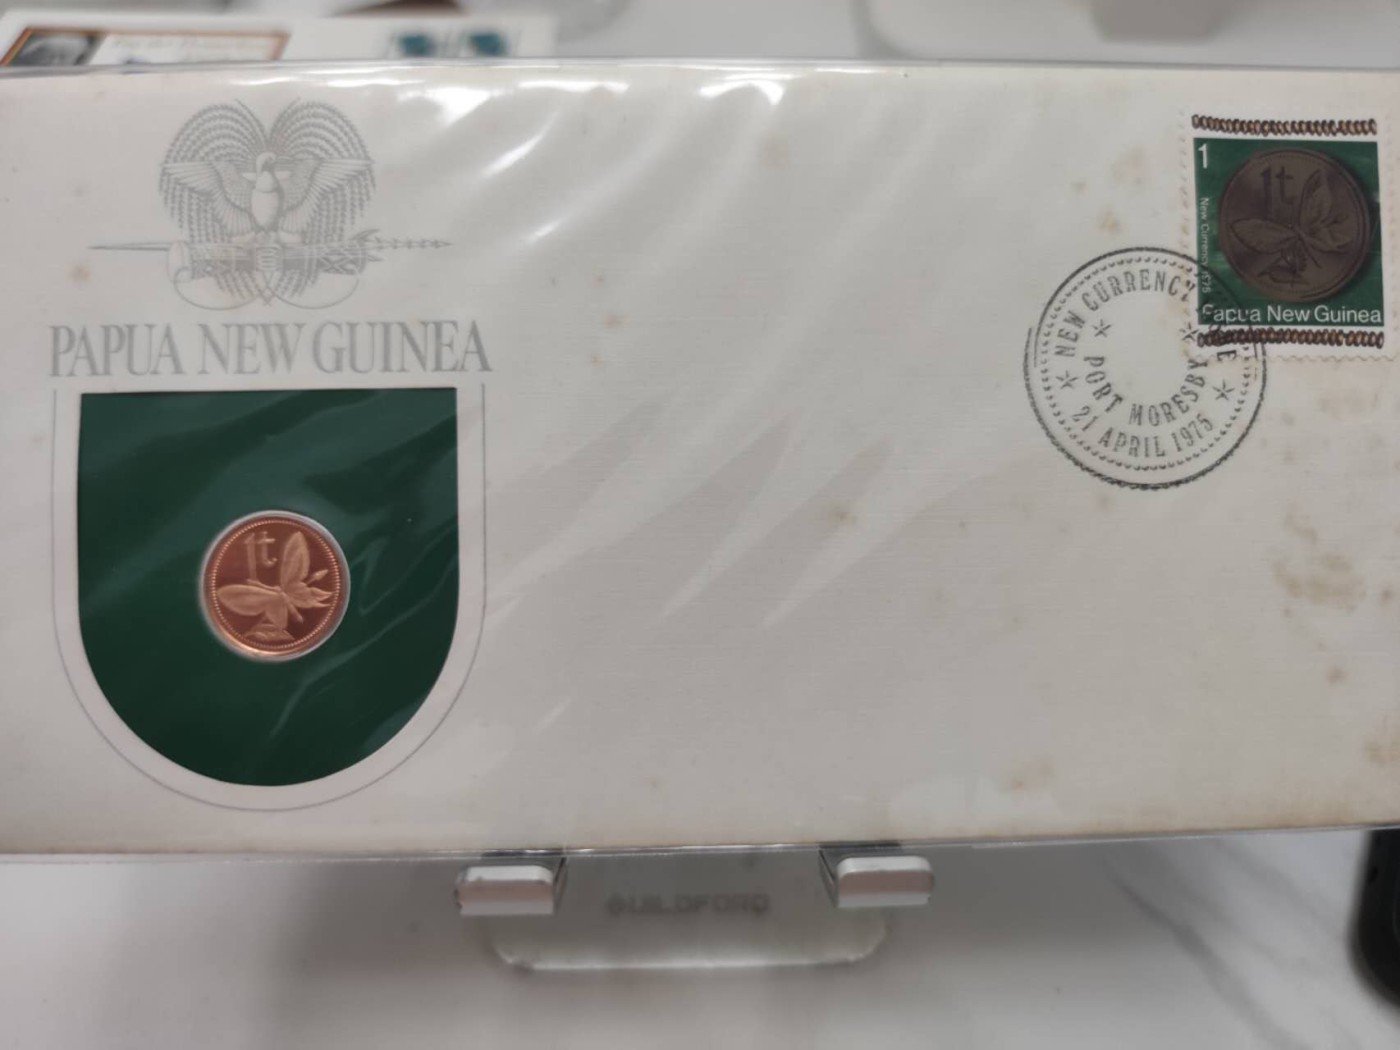 PAPUA NEW GUINEA
1t
1
1t
New Currency 1975
Papua New Guinea
NEW CURRENCY
PORT MORESBY
21 APRIL 1975
GUILDFORD